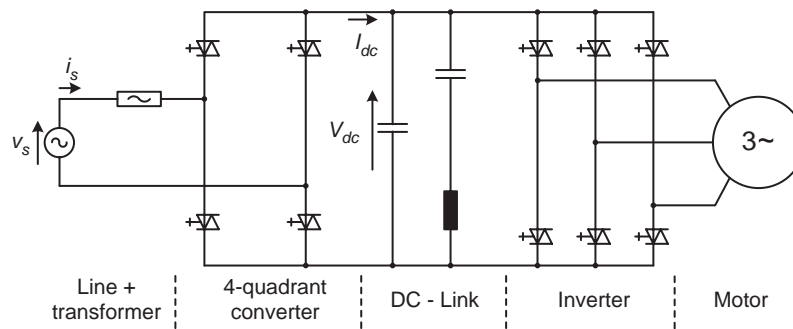 i_s
v_s
I_dc
V_dc
3~
Line +
transformer
4-quadrant
converter
DC - Link
Inverter
Motor